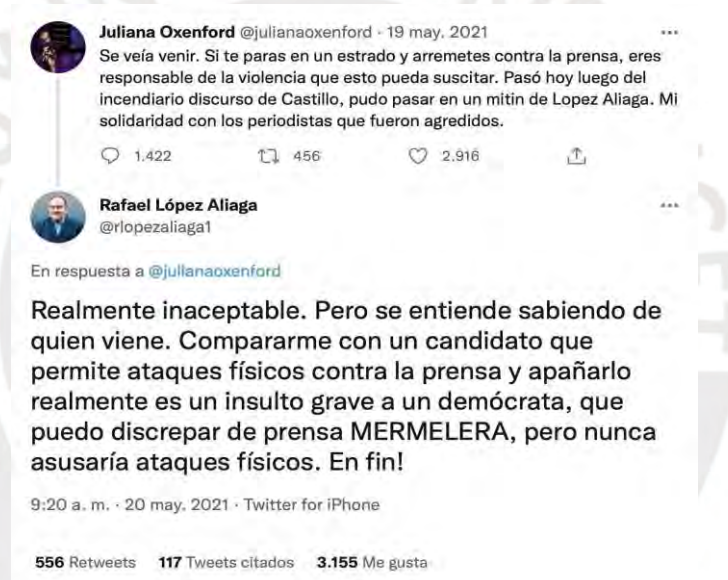 Juliana Oxenford @julianaoxenford · 19 may. 2021
Se veía venir. Si te paras en un estrado y arremetes contra la prensa, eres
responsable de la violencia que esto pueda suscitar. Pasó hoy luego del
incendiario discurso de Castillo, pudo pasar en un mitin de Lopez Aliaga. Mi
solidaridad con los periodistas que fueron agredidos.
1.422 456 2.916
Rafael López Aliaga
@rlopezaliaga1
En respuesta a @julianaoxenford
Realmente inaceptable. Pero se entiende sabiendo de
quien viene. Compararme con un candidato que
permite ataques físicos contra la prensa y apañarlo
realmente es un insulto grave a un demócrata, que
puedo discrepar de prensa MERMELERA, pero nunca
asusaría ataques físicos. En fin!
9:20 a. m. · 20 may. 2021 · Twitter for iPhone
556 Retweets 117 Tweets citados 3.155 Me gusta